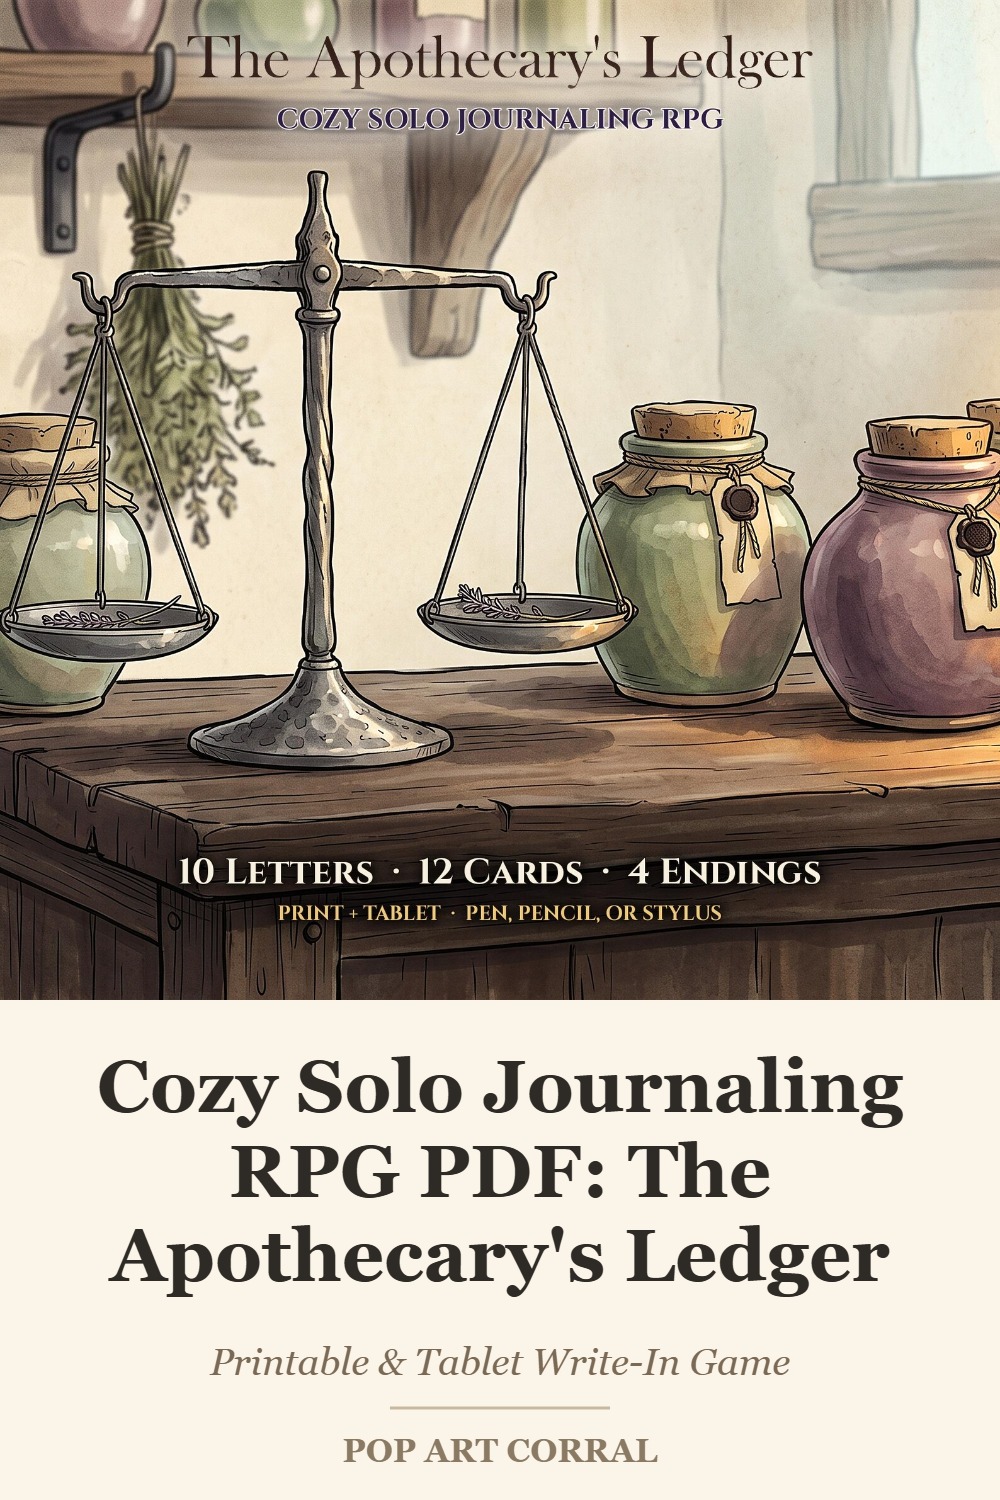 The Apothecary's Ledger
COZY SOLO JOURNALING RPG
10 Letters · 12 Cards · 4 Endings
PRINT + TABLET · PEN, PENCIL, OR STYLUS
Cozy Solo Journaling
RPG PDF: The
Apothecary's Ledger
Printable & Tablet Write-In Game
POP ART CORRAL